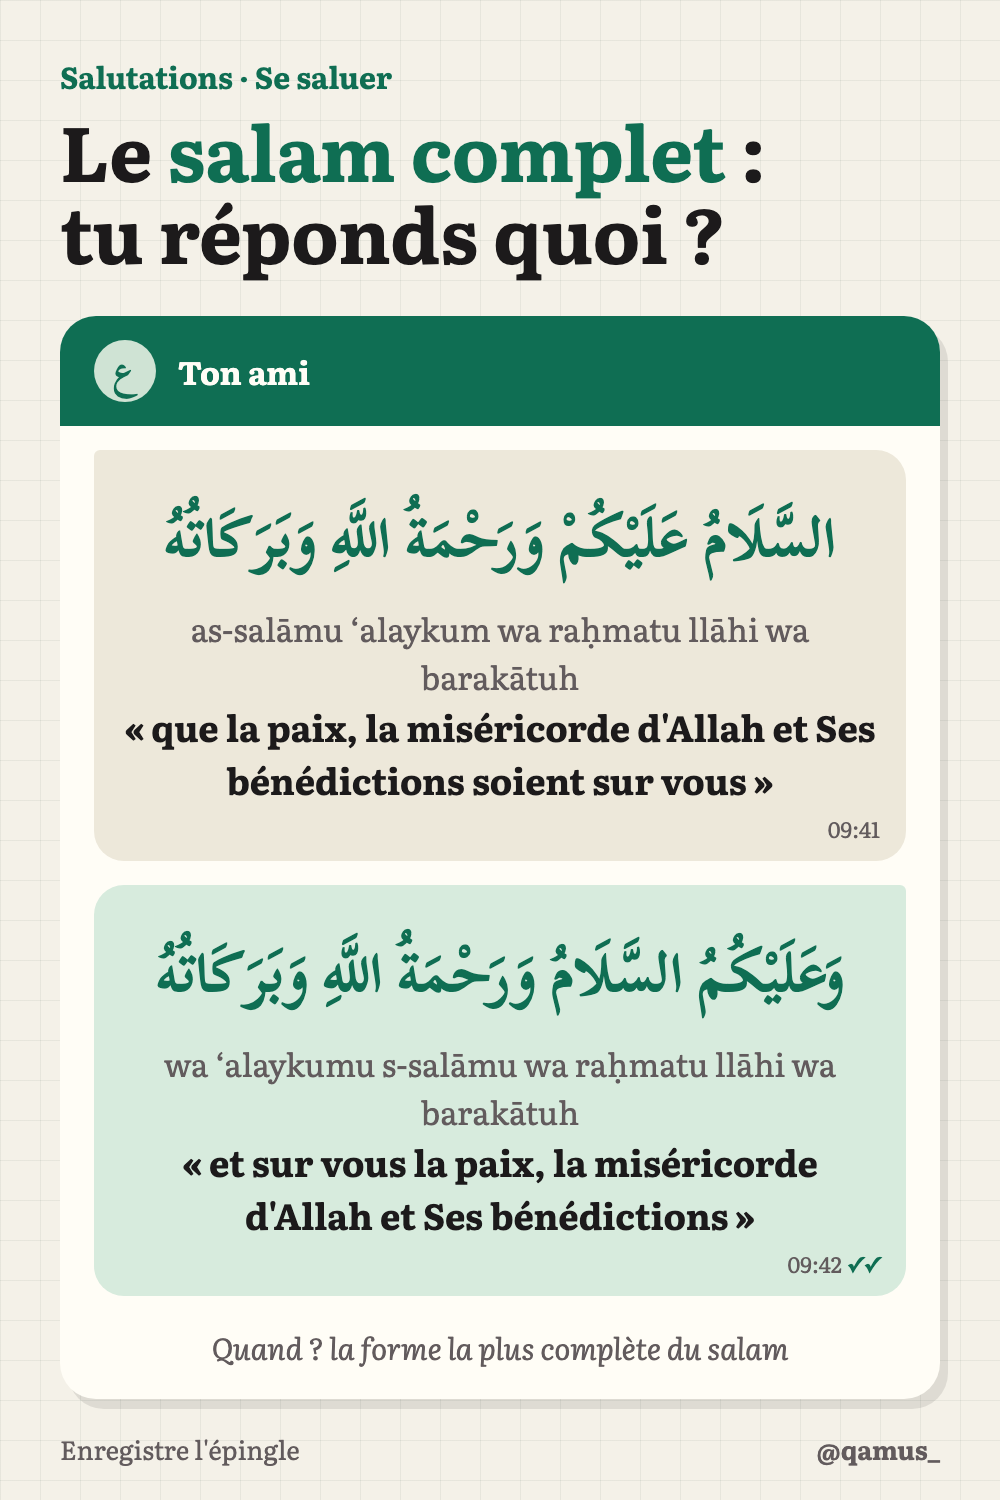 Salutations · Se saluer
Le salam complet :
tu réponds quoi ?
ع
Ton ami
السَّلَامُ عَلَيْكُمْ وَرَحْمَةُ اللَّهِ وَبَرَكَاتُهُ
as-salāmu ʻalaykum wa raḥmatu llāhi wa
barakātuh
« que la paix, la miséricorde d'Allah et Ses
bénédictions soient sur vous »
09:41
وَعَلَيْكُمُ السَّلَامُ وَرَحْمَةُ اللَّهِ وَبَرَكَاتُهُ
wa ʻalaykumu s-salāmu wa raḥmatu llāhi wa
barakātuh
« et sur vous la paix, la miséricorde
d'Allah et Ses bénédictions »
09:42 ✓✓
Quand ? la forme la plus complète du salam
Enregistre l'épingle
@qamus_